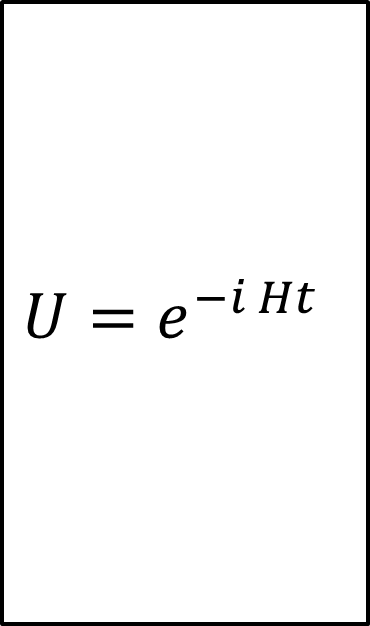 U = e^{-i Ht}